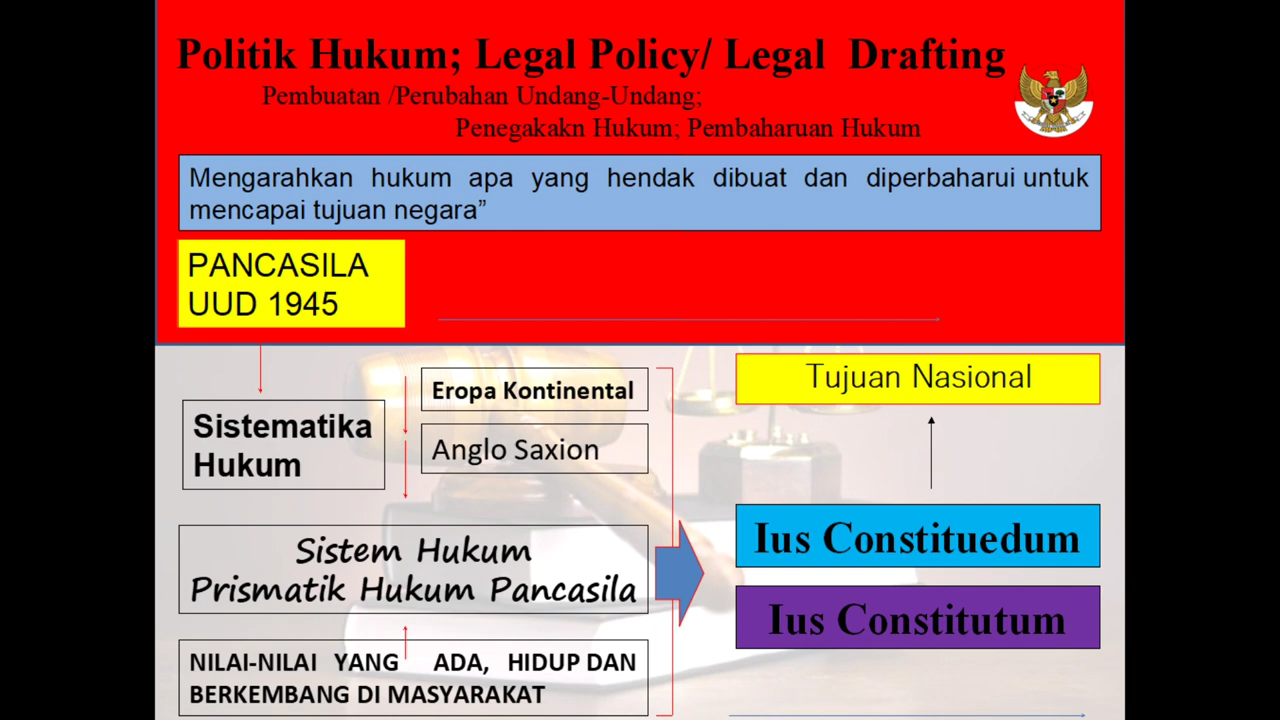 Politik Hukum; Legal Policy/ Legal Drafting
Pembuatan /Perubahan Undang-Undang;
Penegakakn Hukum; Pembaharuan Hukum
Mengarahkan hukum apa yang hendak dibuat dan diperbaharui untuk
mencapai tujuan negara”
PANCASILA
UUD 1945
Sistematika
Hukum
Eropa Kontinental
Anglo Saxion
Sistem Hukum
Prismatik Hukum Pancasila
NILAI-NILAI YANG ADA, HIDUP DAN
BERKEMBANG DI MASYARAKAT
Tujuan Nasional
Ius Constituedum
Ius Constitutum